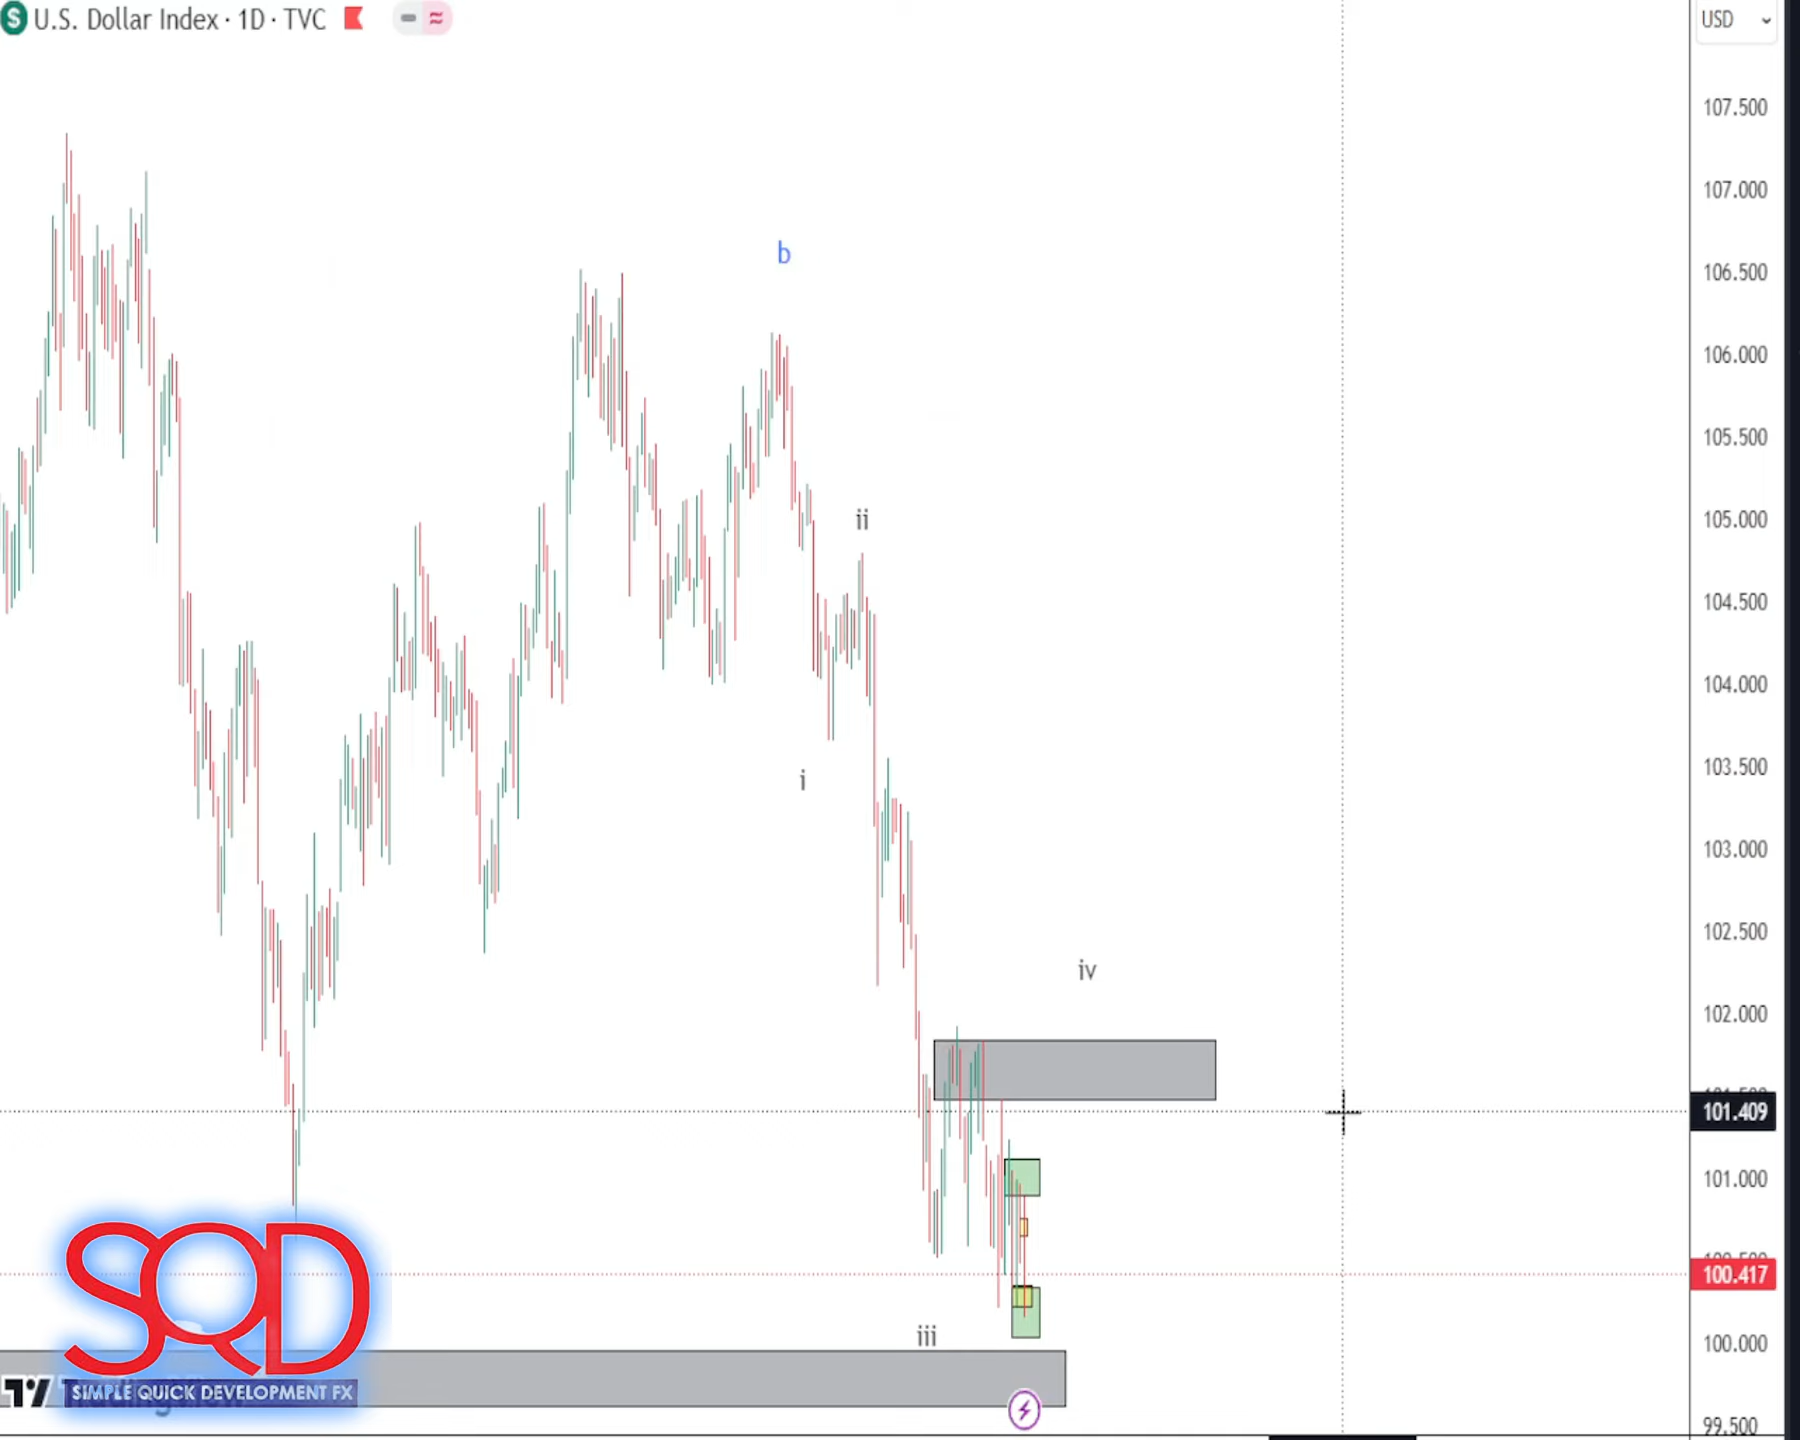 U.S. Dollar Index · 1D · TVC
USD
107.500
107.000
106.500
b
106.000
105.500
105.000
ii
104.500
104.000
i
103.500
103.000
102.500
iv
102.000
101.409
101.000
100.417
iii
100.000
99.500
SQD
SIMPLE QUICK DEVELOPMENT FX